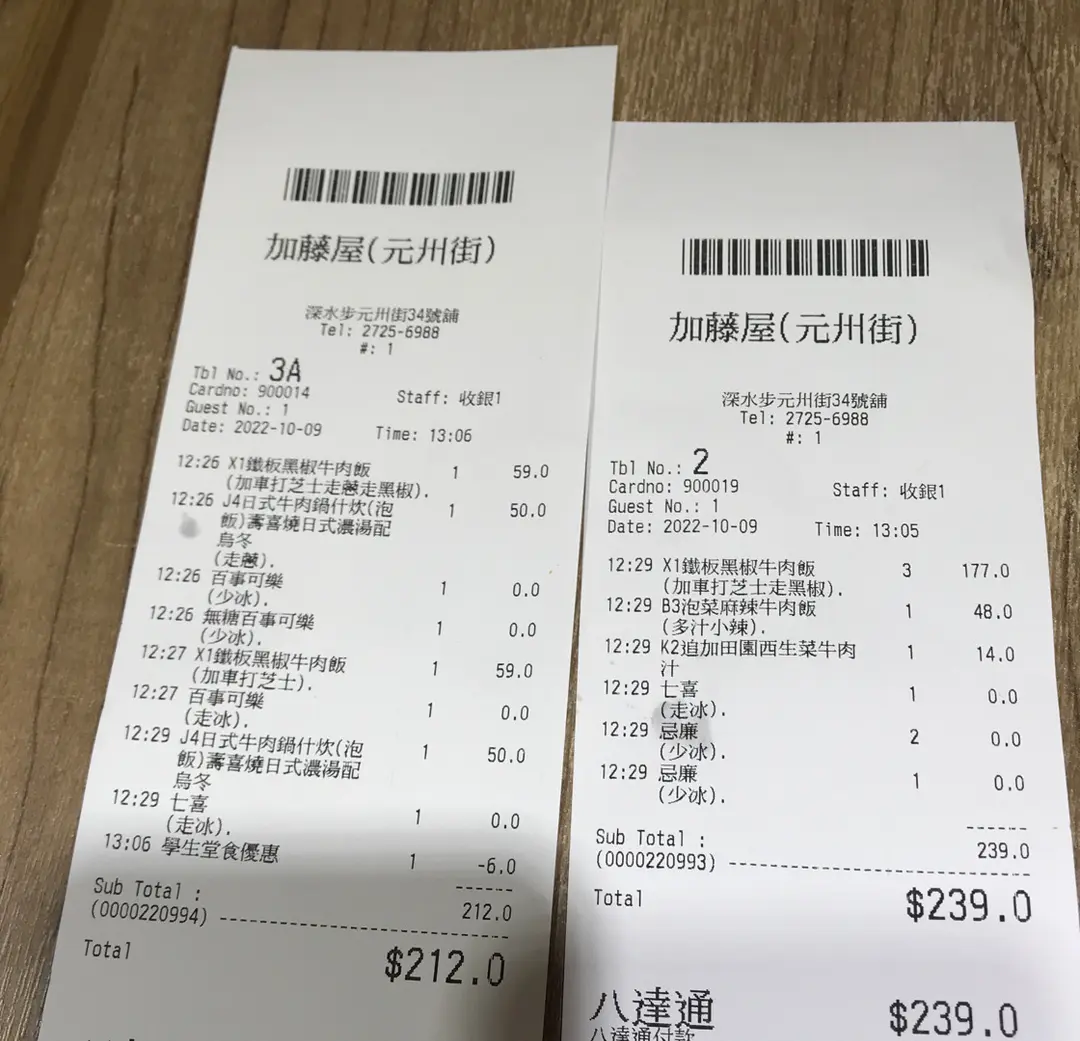 加藤屋(元州街)
深水步元州街34號舖
Tel: 2725-6988
#: 1
Tbl No.: 3A
Cardno: 900014 Staff: 收銀1
Guest No.: 1
Date: 2022-10-09 Time: 13:06
12:26 X1鐵板黑椒牛肉飯 1 59.0
(加車打芝士走蔥走黑椒).
12:26 J4日式牛肉鍋什炊(泡 1 50.0
飯)壽喜燒日式濃湯配
烏冬
(走蔥).
12:26 百事可樂 1 0.0
(少冰).
12:26 無糖百事可樂 1 0.0
(少冰).
12:27 X1鐵板黑椒牛肉飯 1 59.0
(加車打芝士).
12:27 百事可樂 1 0.0
(走冰).
12:29 J4日式牛肉鍋什炊(泡 1 50.0
飯)壽喜燒日式濃湯配
烏冬
12:29 七喜 1 0.0
(走冰).
13:06 學生堂食優惠 1 -6.0
Sub Total :
(0000220994) 212.0
Total $212.0
加藤屋(元州街)
深水步元州街34號舖
Tel: 2725-6988
#: 1
Tbl No.: 2
Cardno: 900019 Staff: 收銀1
Guest No.: 1
Date: 2022-10-09 Time: 13:05
12:29 X1鐵板黑椒牛肉飯 3 177.0
(加車打芝士走黑椒).
12:29 B3泡菜麻辣牛肉飯 1 48.0
(多汁小辣).
12:29 K2追加田園西生菜牛肉 1 14.0
汁
12:29 七喜 1 0.0
(走冰).
12:29 忌廉 2 0.0
(少冰).
12:29 忌廉 1 0.0
(少冰).
Sub Total : 239.0
(0000220993)
Total $239.0
八達通 $239.0
八達通付款